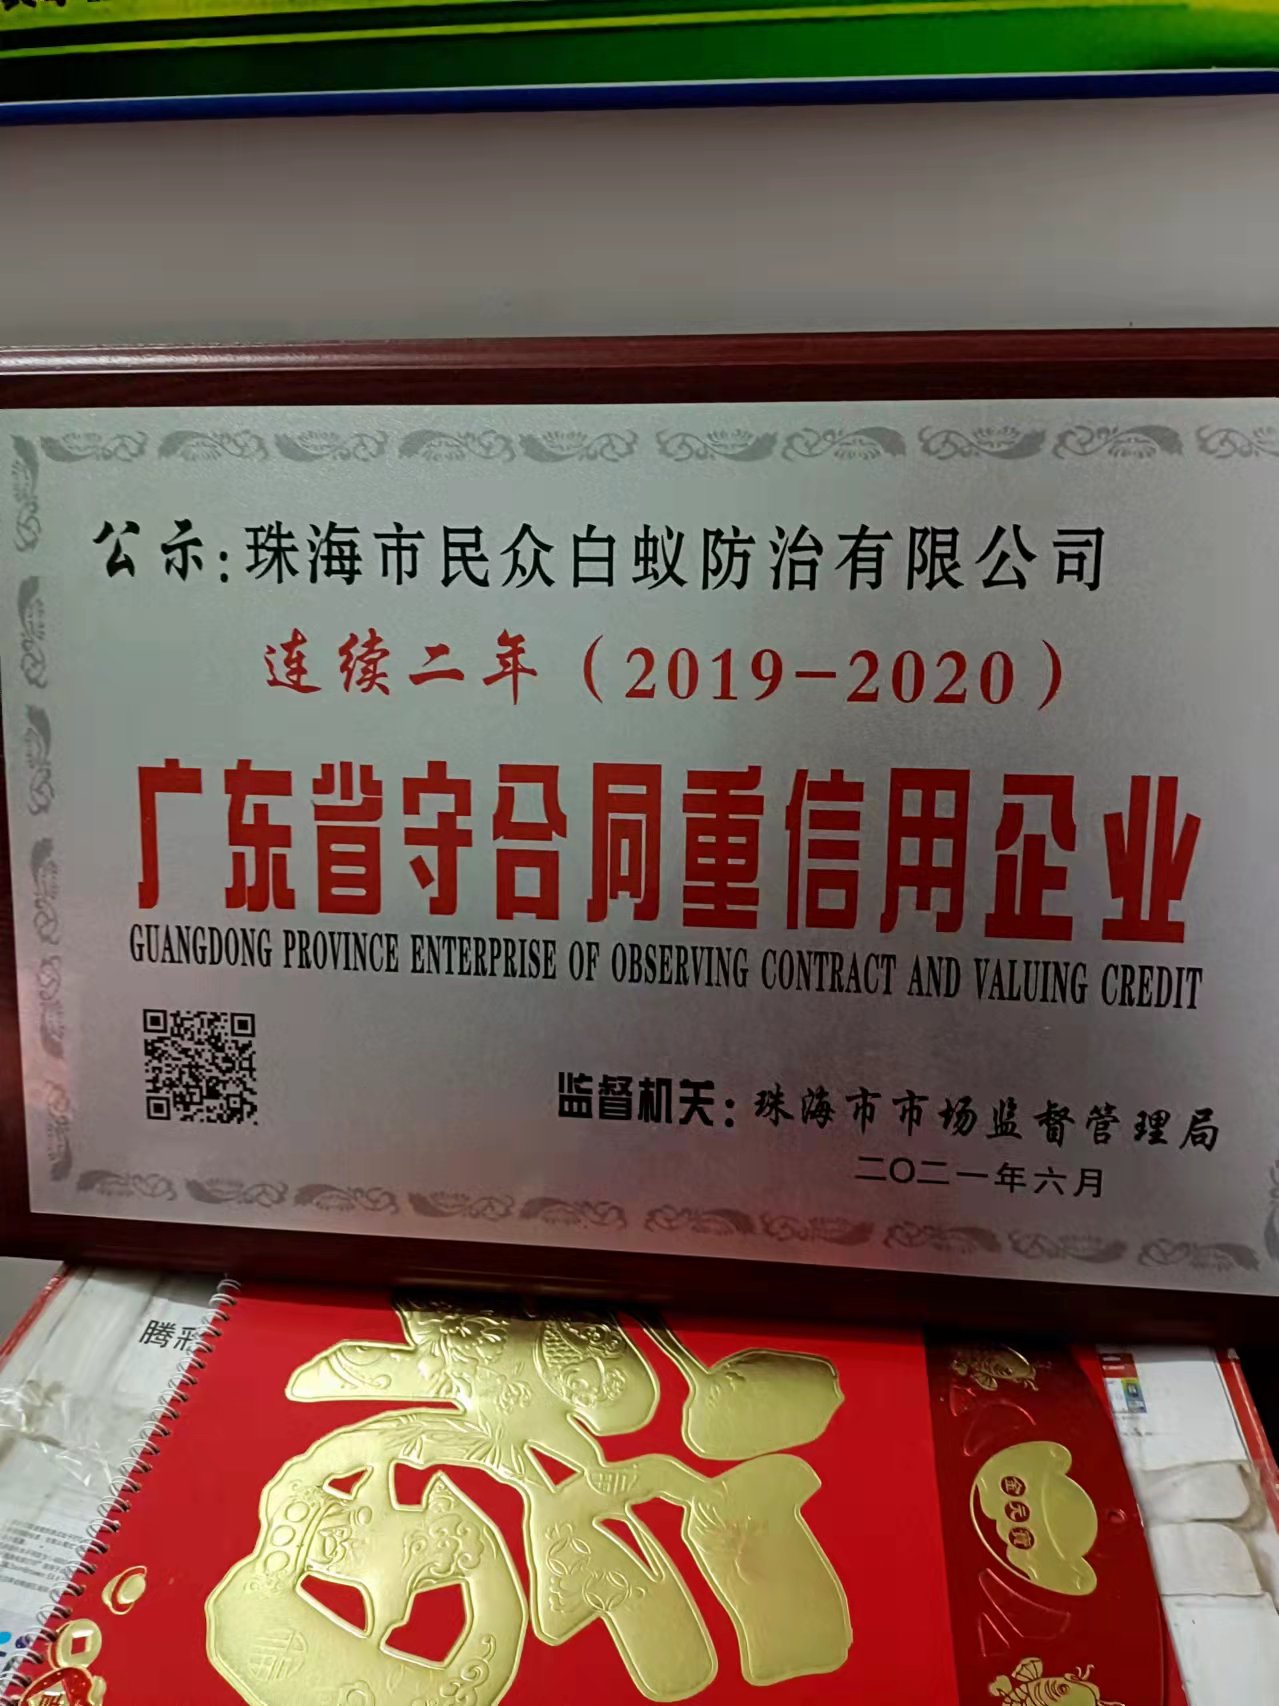 公示:珠海市民众白蚁防治有限公司
连续二年（2019-2020）
广东省守合同重信用企业
GUANGDONG PROVINCE ENTERPRISE OF OBSERVING CONTRACT AND VALUING CREDIT
监督机关:珠海市市场监督管理局
二〇二一年六月
腾彩